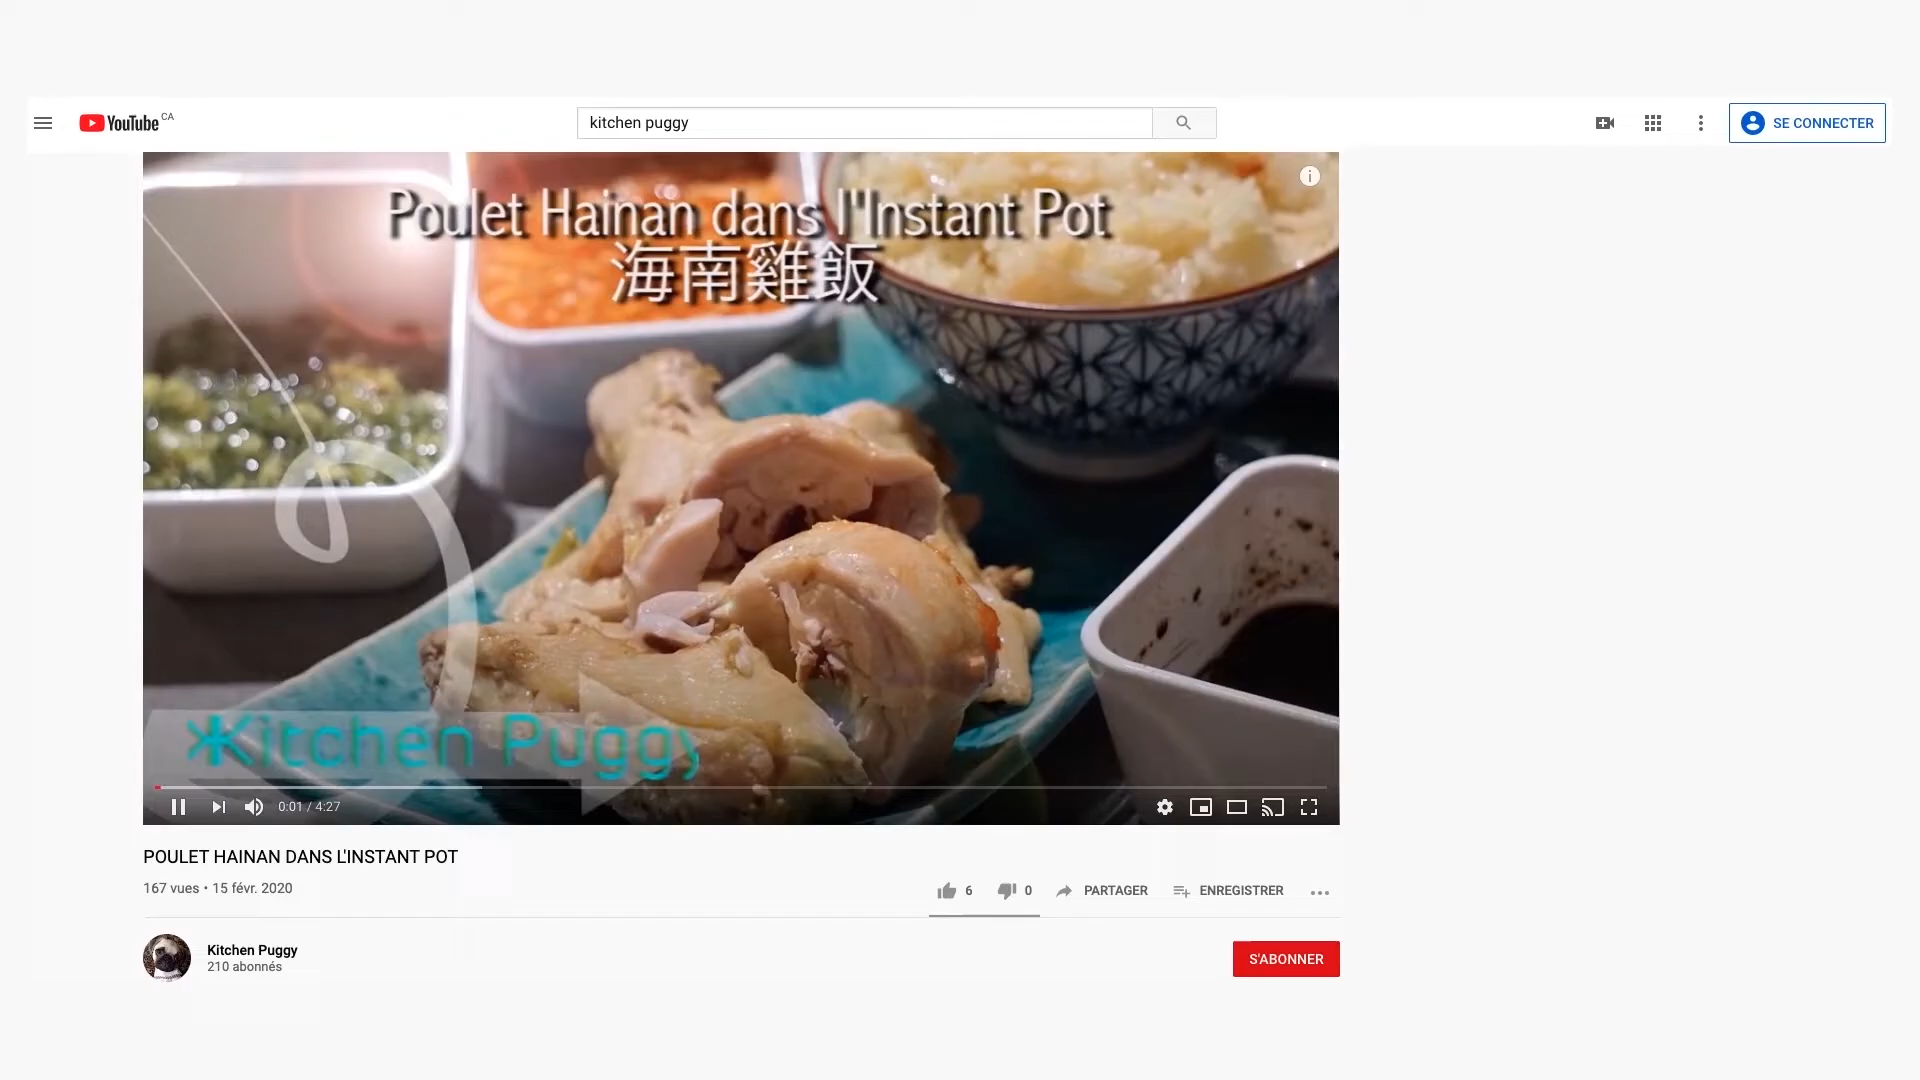 YouTube CA
kitchen puggy
SE CONNECTER
Poulet Hainan dans l"Instant Pot
海南雞飯
Kitchen Puggy
0:01 / 4:27
POULET HAINAN DANS L'INSTANT POT
167 vues • 15 févr. 2020
6
0
PARTAGER
ENREGISTRER
Kitchen Puggy
210 abonnés
S'ABONNER